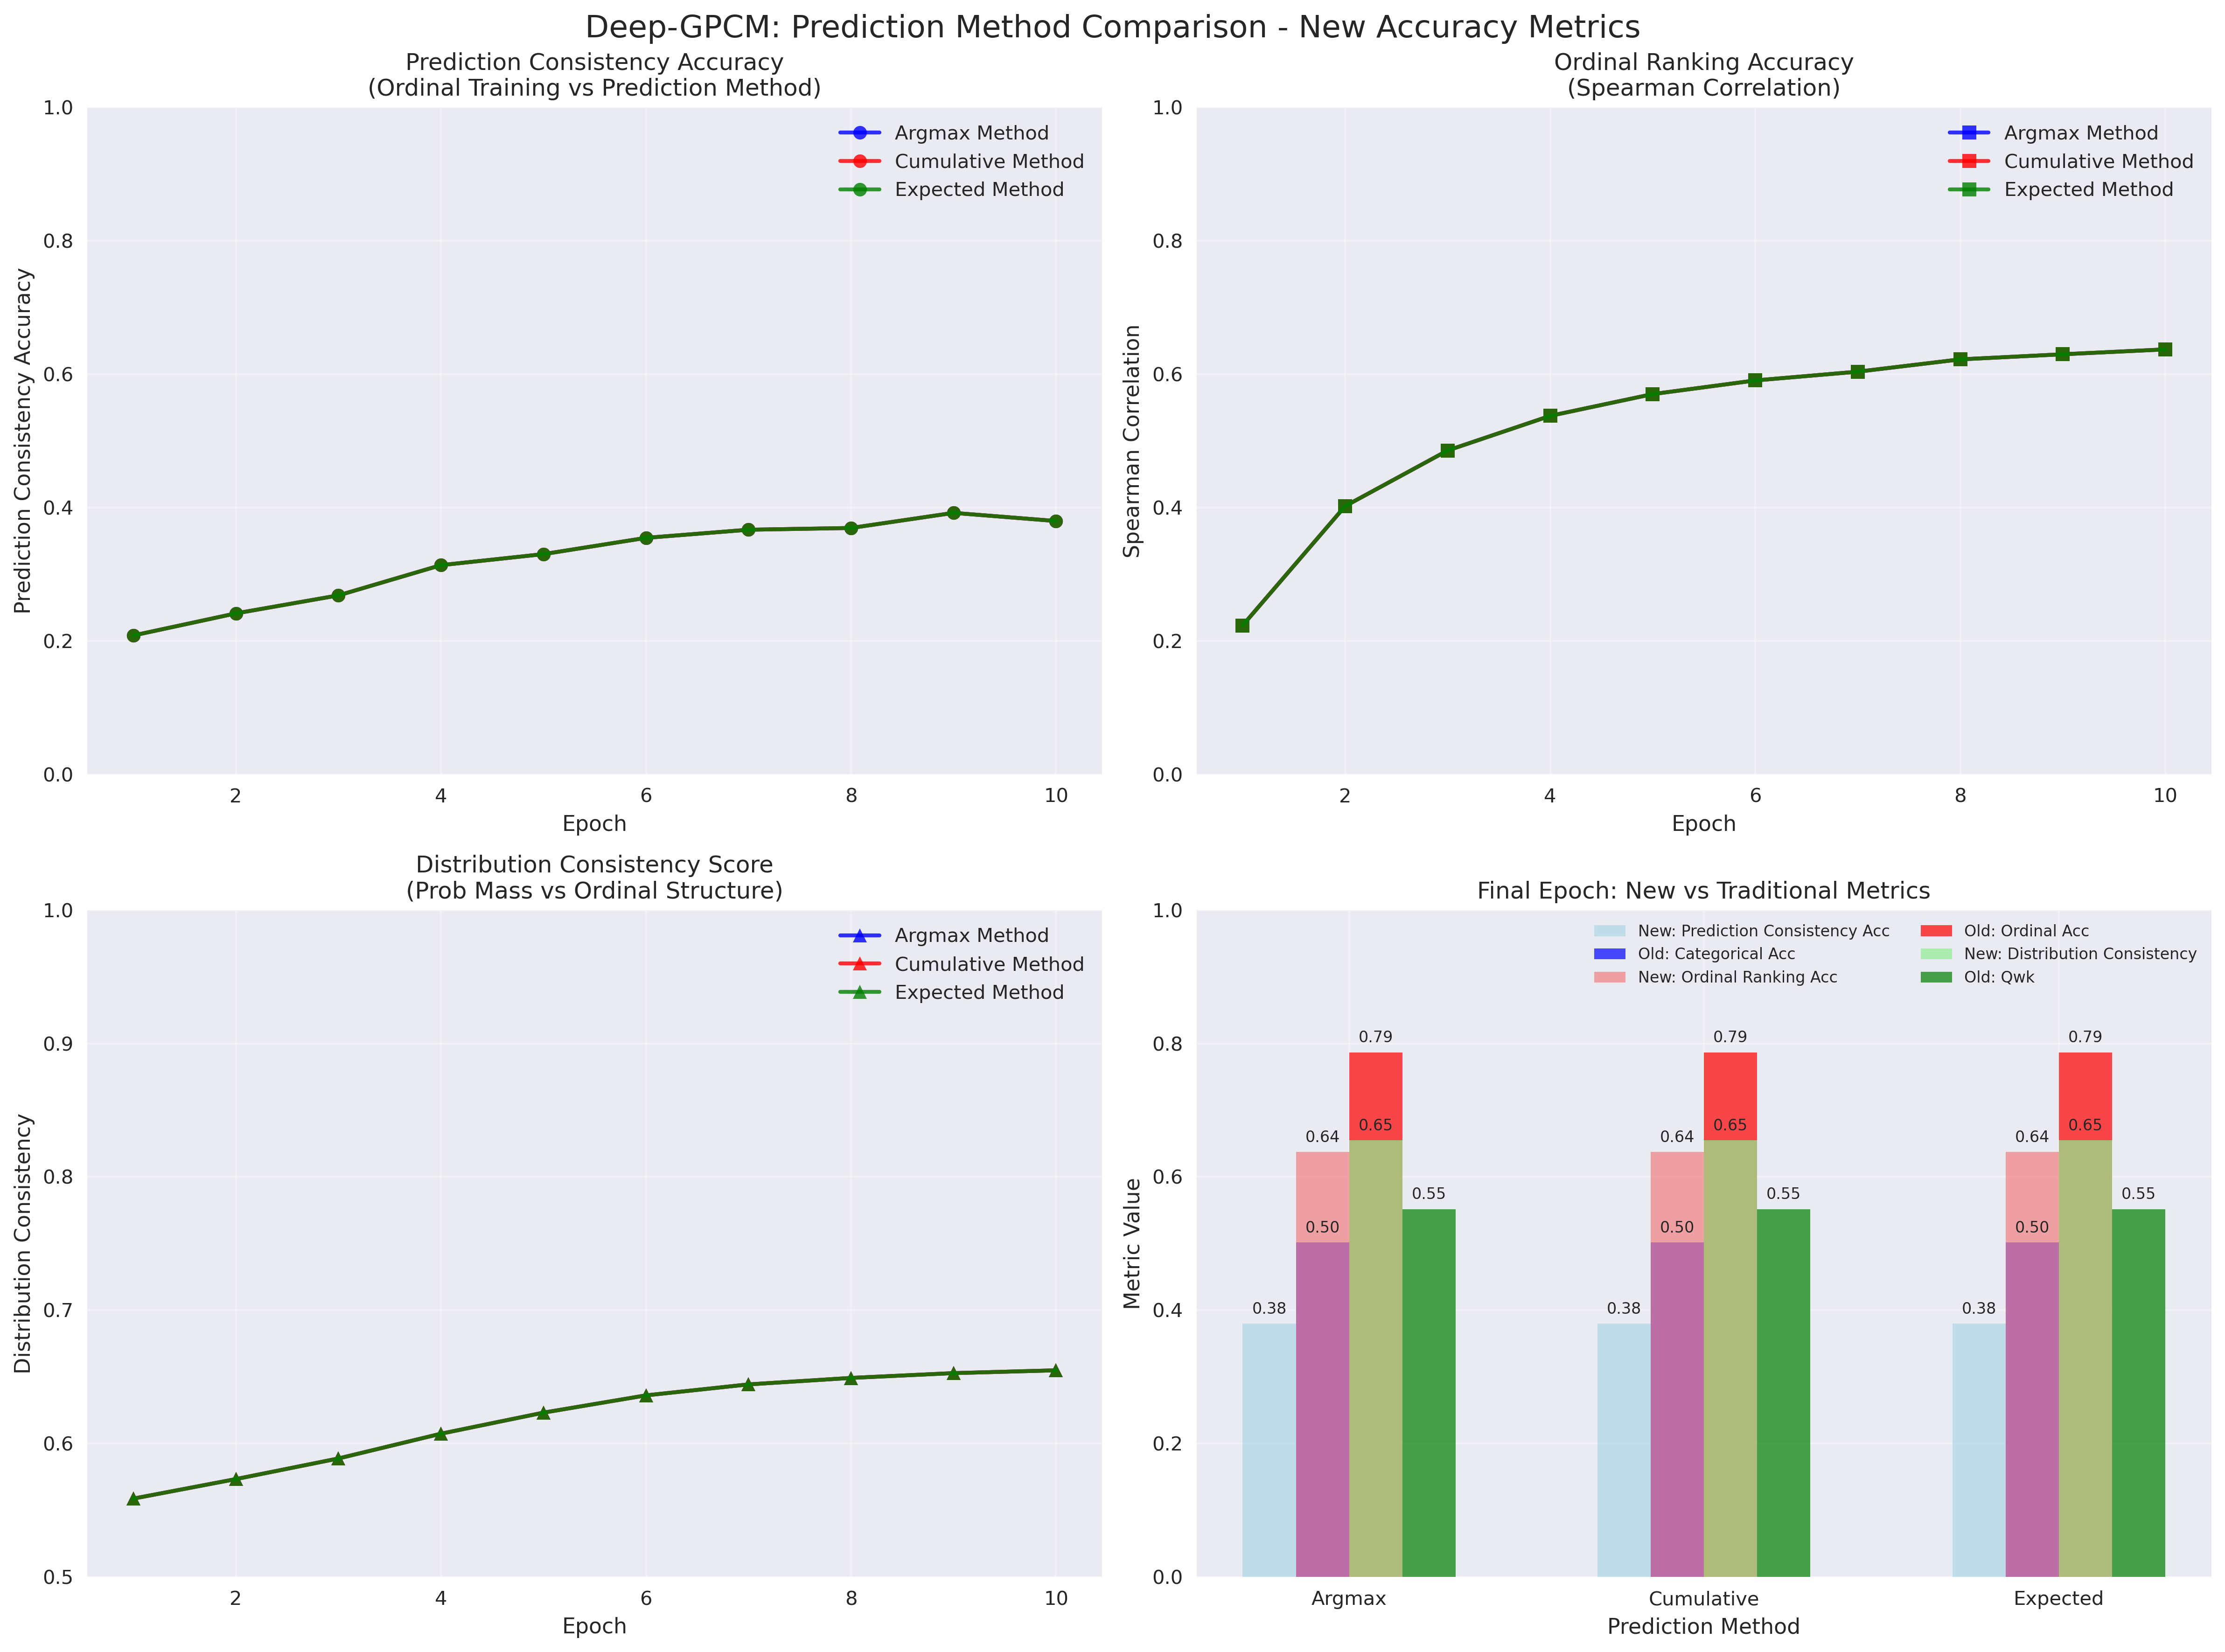 Deep-GPCM: Prediction Method Comparison - New Accuracy Metrics
Prediction Consistency Accuracy
(Ordinal Training vs Prediction Method)
1.0
0.8
0.6
0.4
0.2
0.0
Prediction Consistency Accuracy
Argmax Method
Cumulative Method
Expected Method
2
4
6
8
10
Epoch
Ordinal Ranking Accuracy
(Spearman Correlation)
1.0
0.8
0.6
0.4
0.2
0.0
Spearman Correlation
Argmax Method
Cumulative Method
Expected Method
2
4
6
8
10
Epoch
Distribution Consistency Score
(Prob Mass vs Ordinal Structure)
1.0
0.9
0.8
0.7
0.6
0.5
Distribution Consistency
Argmax Method
Cumulative Method
Expected Method
2
4
6
8
10
Epoch
Final Epoch: New vs Traditional Metrics
1.0
0.8
0.6
0.4
0.2
0.0
Metric Value
New: Prediction Consistency Acc
Old: Categorical Acc
New: Ordinal Ranking Acc
Old: Ordinal Acc
New: Distribution Consistency
Old: Qwk
0.38
0.64
0.50
0.79
0.65
0.55
0.38
0.64
0.50
0.79
0.65
0.55
0.38
0.64
0.50
0.79
0.65
0.55
Argmax
Cumulative
Expected
Prediction Method